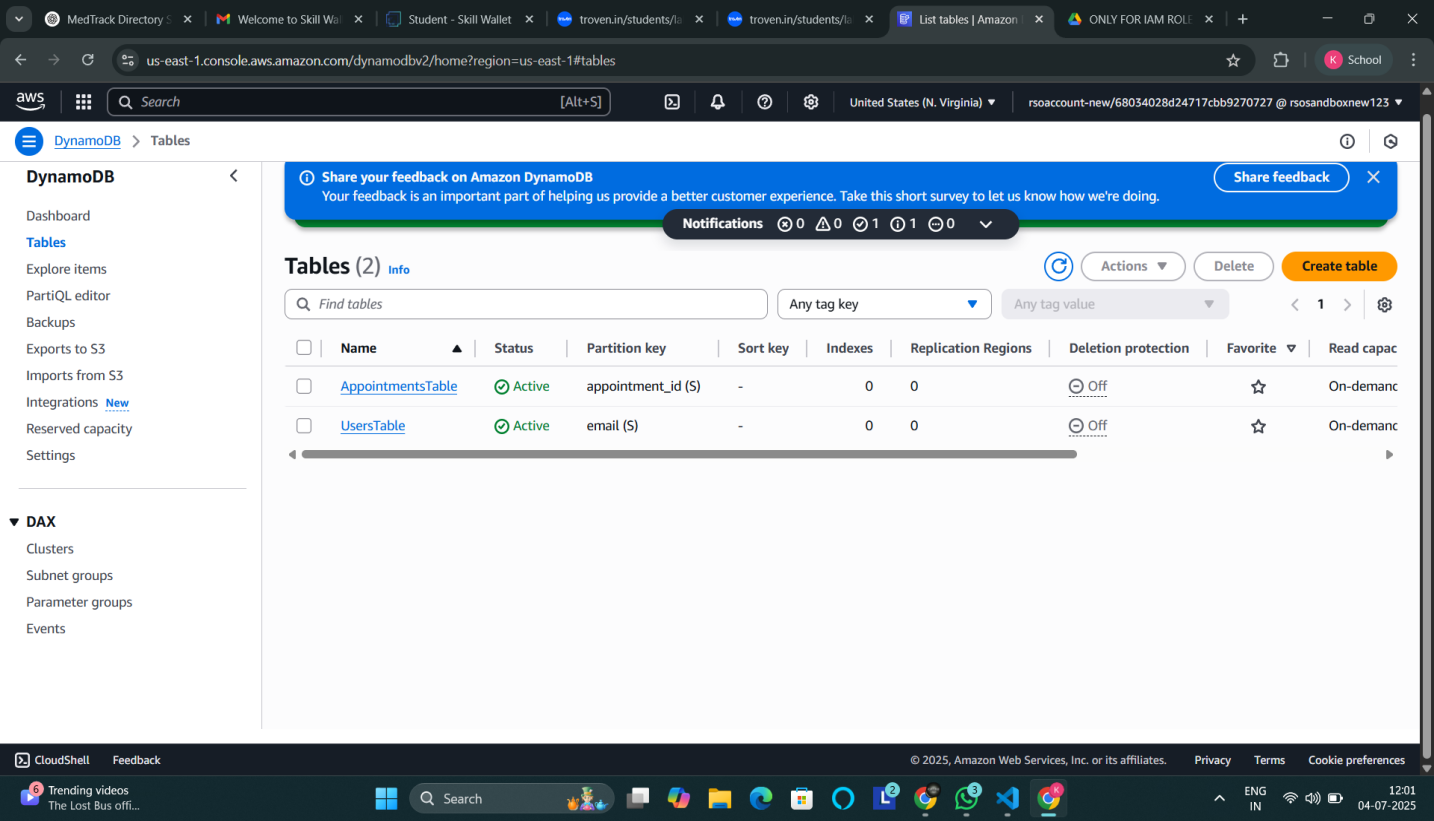 MedTrack Directory S
Welcome to Skill Wal
Student - Skill Wallet
troven.in/students/la
troven.in/students/la
List tables | Amazon
ONLY FOR IAM ROLE
us-east-1.console.aws.amazon.com/dynamodbv2/home?region=us-east-1#tables
K School
aws
Search [Alt+S]
United States (N. Virginia)
rsoaccount-new/68034028d24717cbb9270727 @ rsosandboxnew123
DynamoDB
Tables
DynamoDB
Dashboard
Tables
Explore items
PartiQL editor
Backups
Exports to S3
Imports from S3
Integrations New
Reserved capacity
Settings
DAX
Clusters
Subnet groups
Parameter groups
Events
Share your feedback on Amazon DynamoDB
Your feedback is an important part of helping us provide a better customer experience. Take this short survey to let us know how we're doing.
Share feedback
Notifications 0 0 1 1 0
Tables (2) Info
Actions
Delete
Create table
Find tables
Any tag key
Any tag value
1
Name Status Partition key Sort key Indexes Replication Regions Deletion protection Favorite Read capac
AppointmentsTable Active appointment_id (S) - 0 0 Off On-demand
UsersTable Active email (S) - 0 0 Off On-demand
CloudShell Feedback
© 2025, Amazon Web Services, Inc. or its affiliates. Privacy Terms Cookie preferences
6
Trending videos
The Lost Bus offi...
Search
2
3
K
ENG
IN
12:01
04-07-2025